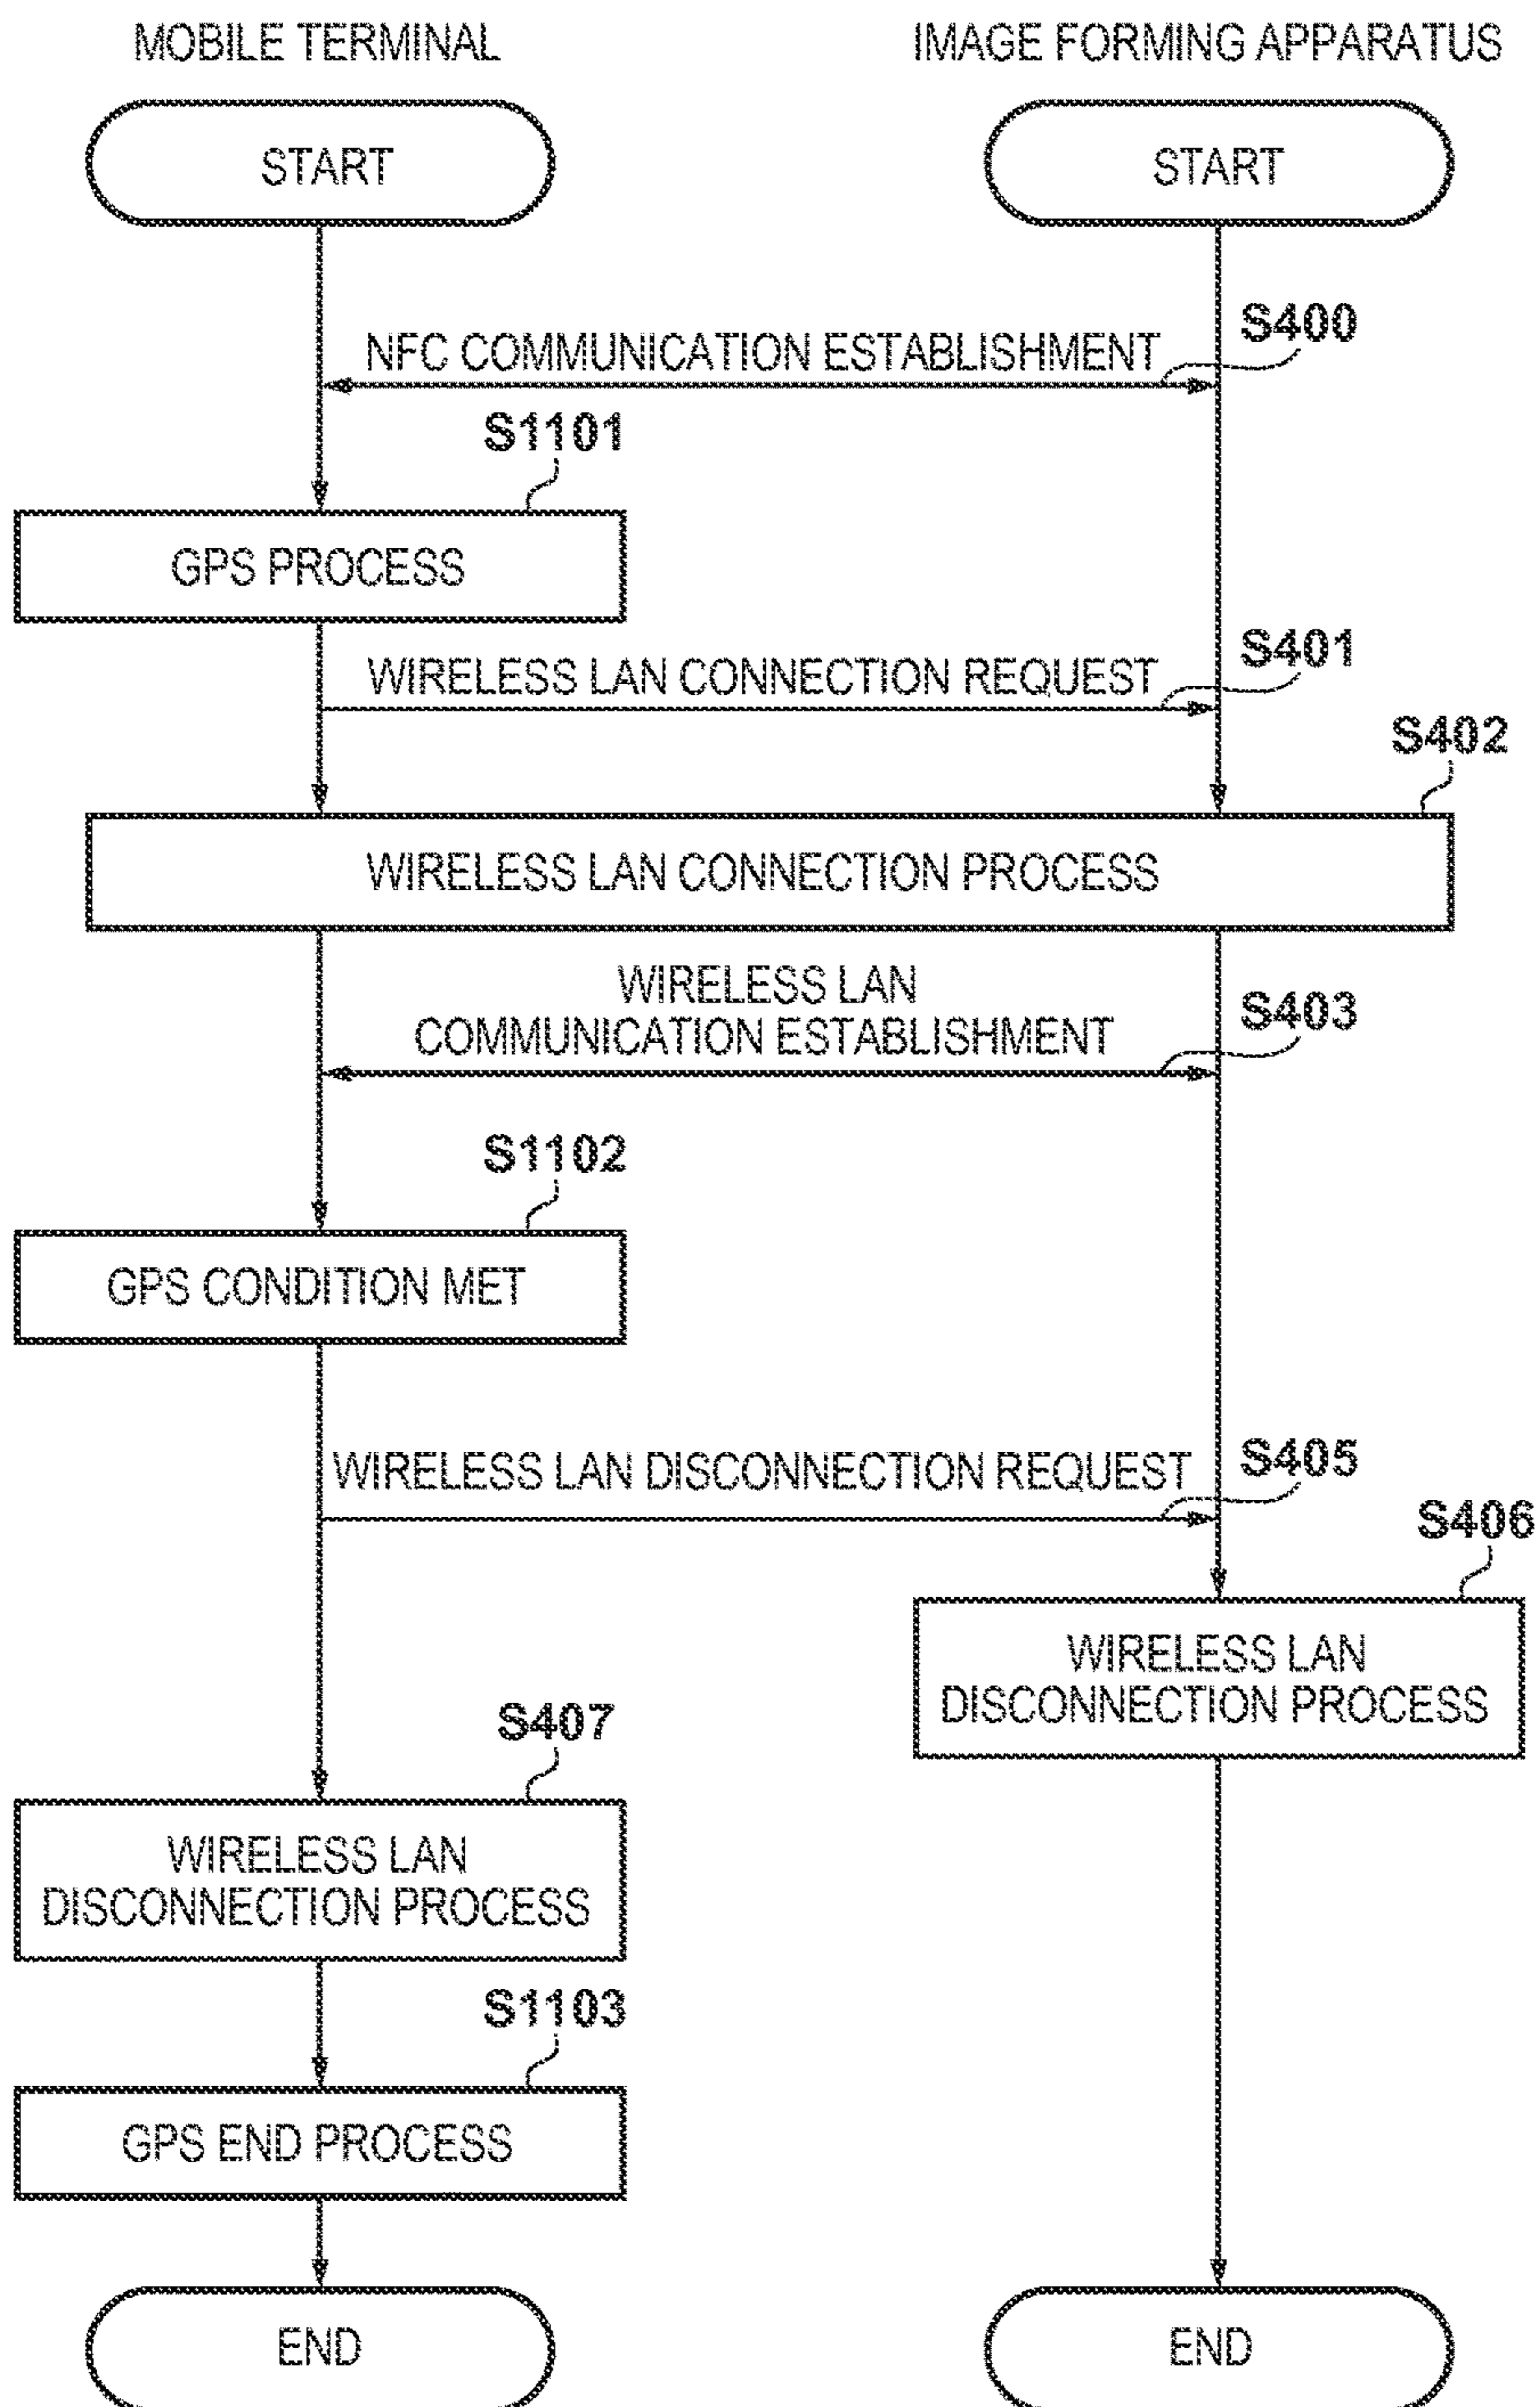 MOBILE TERMINAL
IMAGE FORMING APPARATUS
START
START
NFC COMMUNICATION ESTABLISHMENT
S400
S1101
GPS PROCESS
WIRELESS LAN CONNECTION REQUEST
S401
S402
WIRELESS LAN CONNECTION PROCESS
WIRELESS LAN
COMMUNICATION ESTABLISHMENT
S403
S1102
GPS CONDITION MET
WIRELESS LAN DISCONNECTION REQUEST
S405
S406
WIRELESS LAN
DISCONNECTION PROCESS
S407
WIRELESS LAN
DISCONNECTION PROCESS
S1103
GPS END PROCESS
END
END